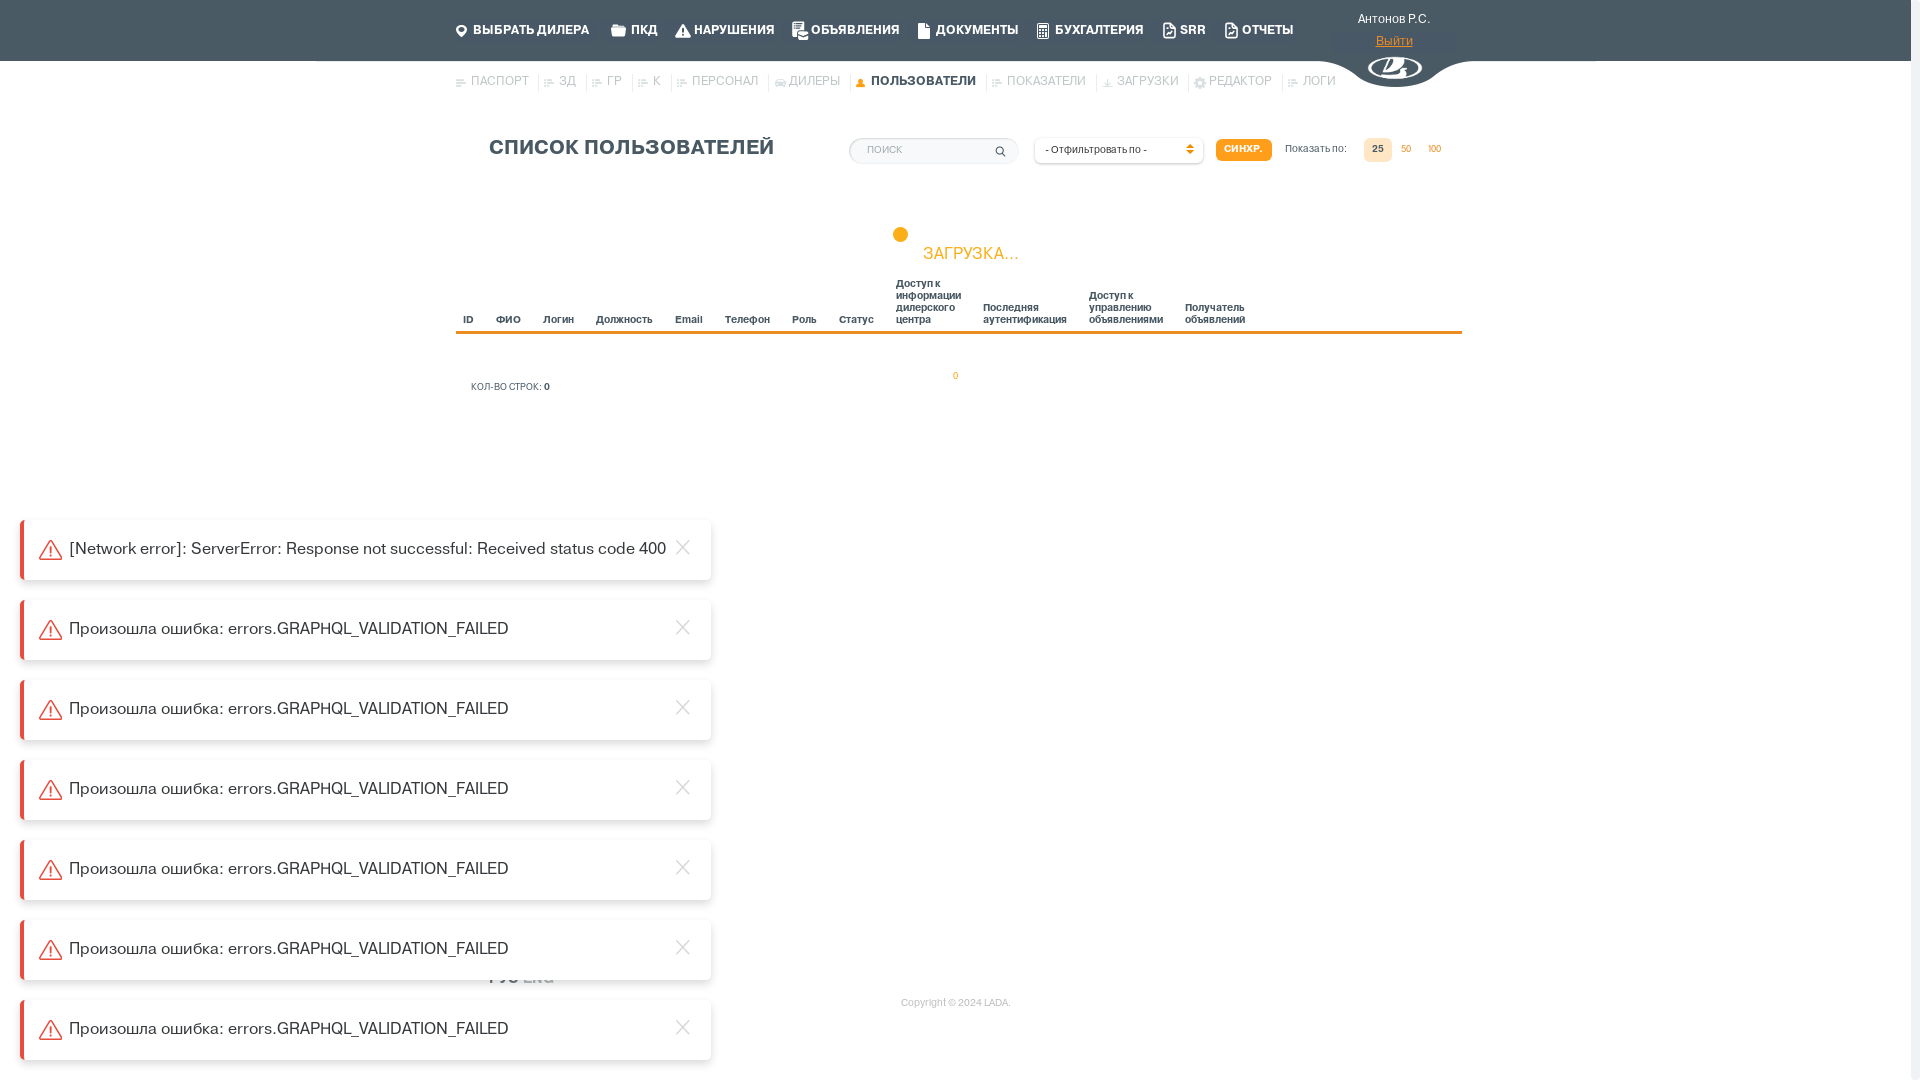 ВЫБРАТЬ ДИЛЕРА ПКД НАРУШЕНИЯ ОБЪЯВЛЕНИЯ ДОКУМЕНТЫ БУХГАЛТЕРИЯ SRR ОТЧЕТЫ
Антонов Р.С.
Выйти
ПАСПОРТ ЗД ГР К ПЕРСОНАЛ ДИЛЕРЫ ПОЛЬЗОВАТЕЛИ ПОКАЗАТЕЛИ ЗАГРУЗКИ РЕДАКТОР ЛОГИ
СПИСОК ПОЛЬЗОВАТЕЛЕЙ ПОИСК - Отфильтровать по - СИНХР. Показать по: 25 50 100
ЗАГРУЗКА...
ID ФИО Логин Должность Email Телефон Роль Статус Доступ к информации дилерского центра Последняя аутентификация Доступ к управлению объявлениями Получатель объявлений
0
КОЛ-ВО СТРОК: 0
[Network error]: ServerError: Response not successful: Received status code 400
Произошла ошибка: errors.GRAPHQL_VALIDATION_FAILED
Произошла ошибка: errors.GRAPHQL_VALIDATION_FAILED
Произошла ошибка: errors.GRAPHQL_VALIDATION_FAILED
Произошла ошибка: errors.GRAPHQL_VALIDATION_FAILED
Произошла ошибка: errors.GRAPHQL_VALIDATION_FAILED
РУС ENG
Copyright © 2024 LADA.
Произошла ошибка: errors.GRAPHQL_VALIDATION_FAILED